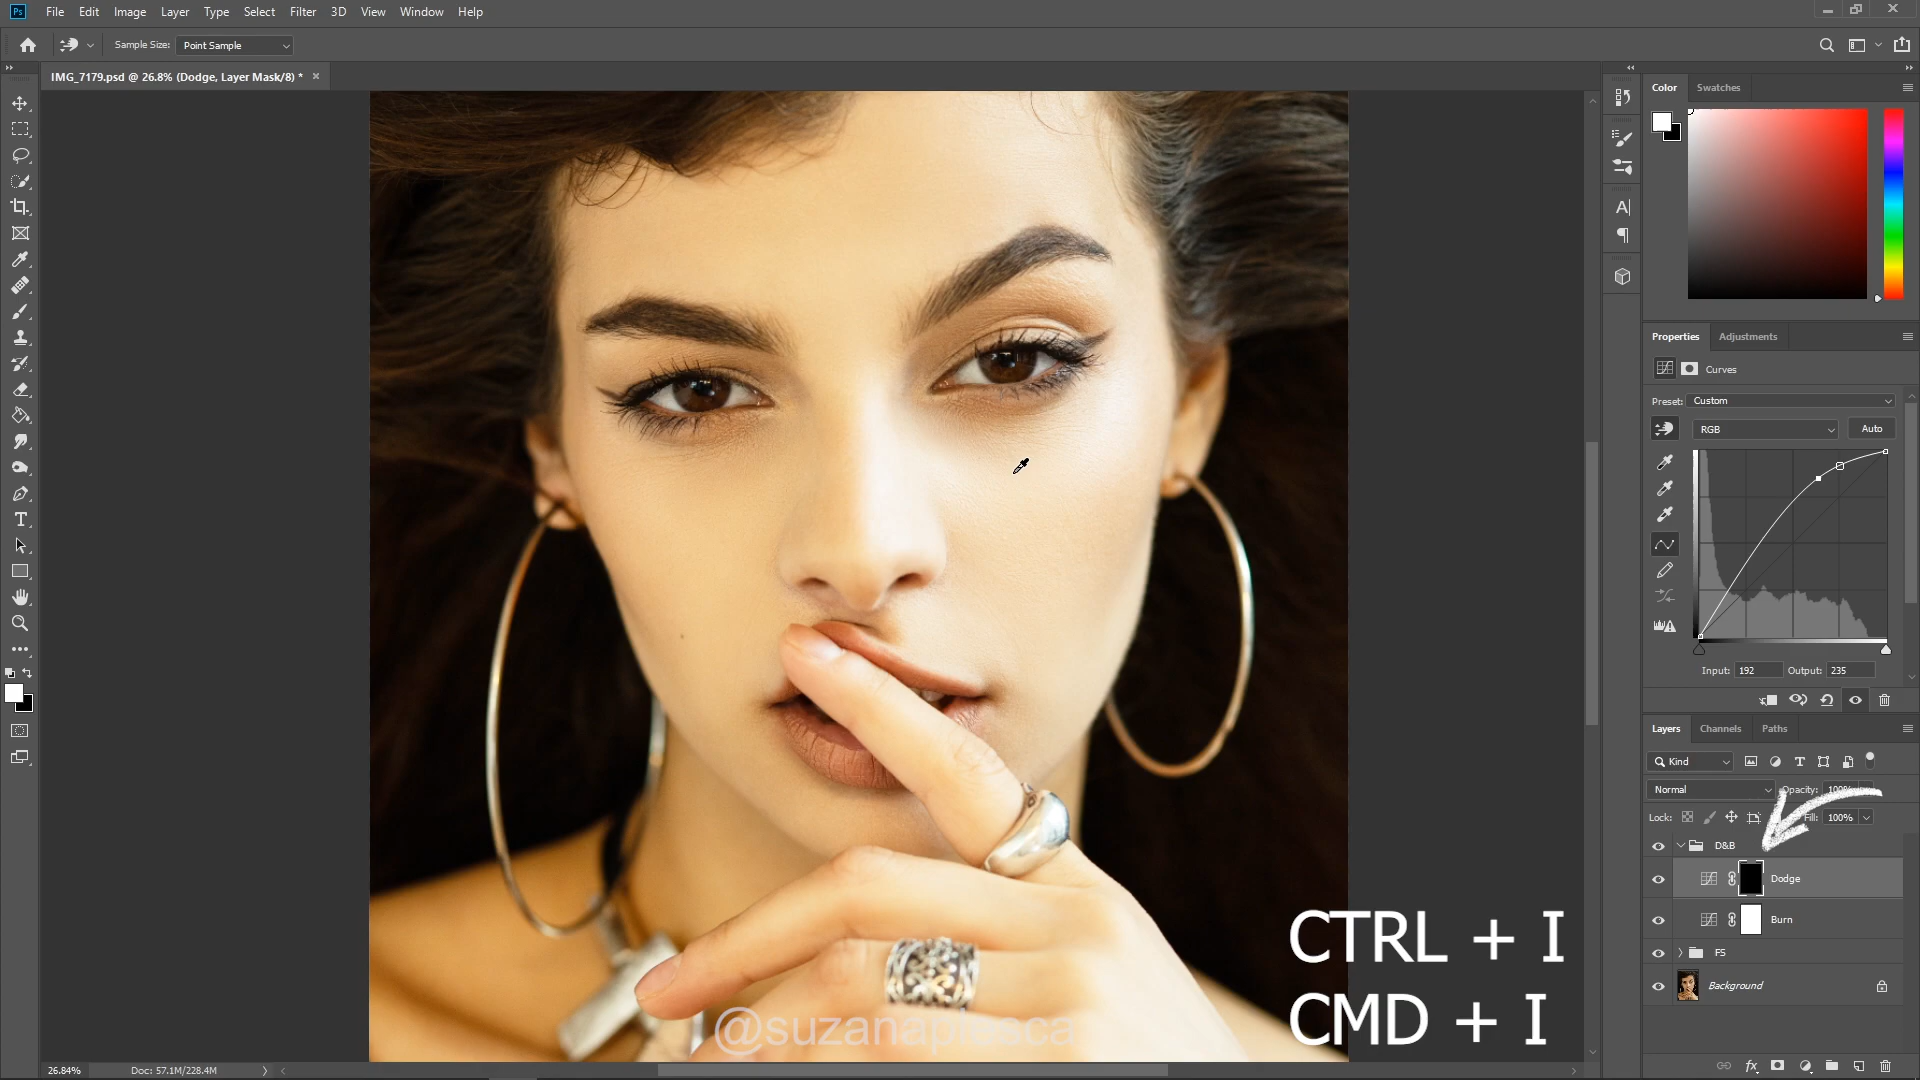 Ps File Edit Image Layer Type Select Filter 3D View Window Help
Sample Size: Point Sample
IMG_7179.psd @ 26.8% (Dodge, Layer Mask/8) *
Color Swatches
Properties Adjustments
Curves
Preset: Custom
RGB Auto
Input: 192 Output: 235
Layers Channels Paths
Kind
Normal Opacity: 100%
Lock: Fill: 100%
D&B
Dodge
Burn
FS
Background
CTRL + I
CMD + I
@suzanaplesca
26.84% Doc: 57.1M/228.4M